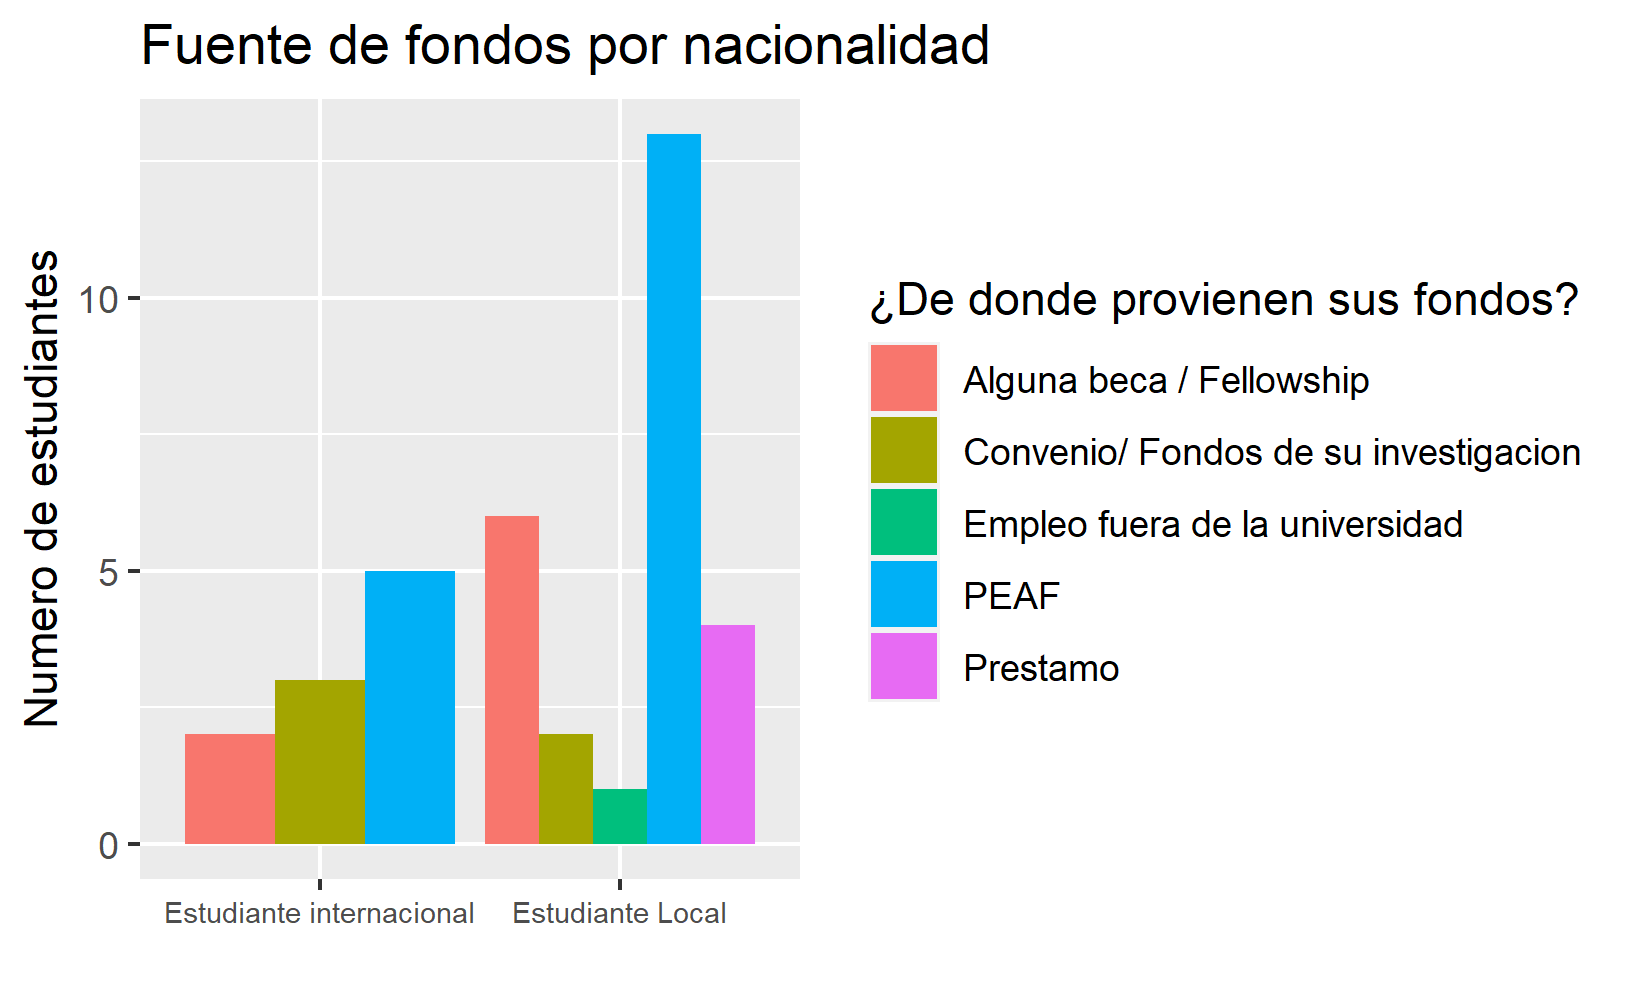 Fuente de fondos por nacionalidad
Numero de estudiantes
10
5
0
Estudiante internacional
Estudiante Local
¿De donde provienen sus fondos?
Alguna beca / Fellowship
Convenio/ Fondos de su investigacion
Empleo fuera de la universidad
PEAF
Prestamo